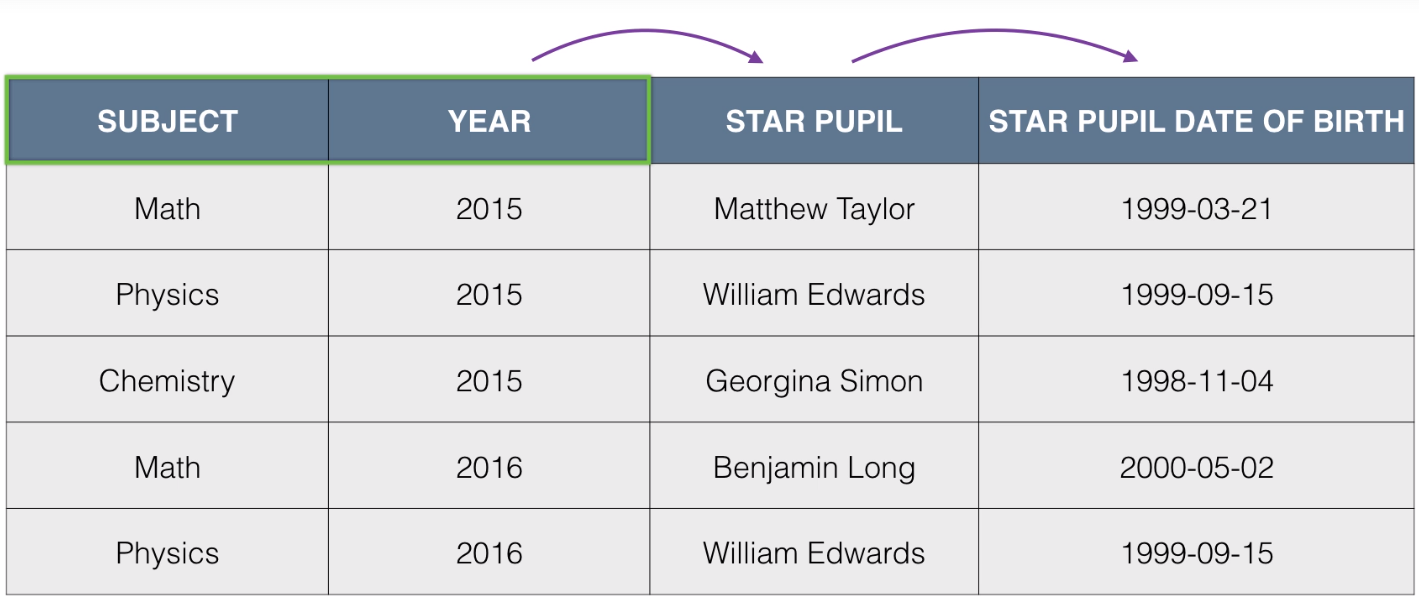 SUBJECT YEAR STAR PUPIL STAR PUPIL DATE OF BIRTH
Math 2015 Matthew Taylor 1999-03-21
Physics 2015 William Edwards 1999-09-15
Chemistry 2015 Georgina Simon 1998-11-04
Math 2016 Benjamin Long 2000-05-02
Physics 2016 William Edwards 1999-09-15